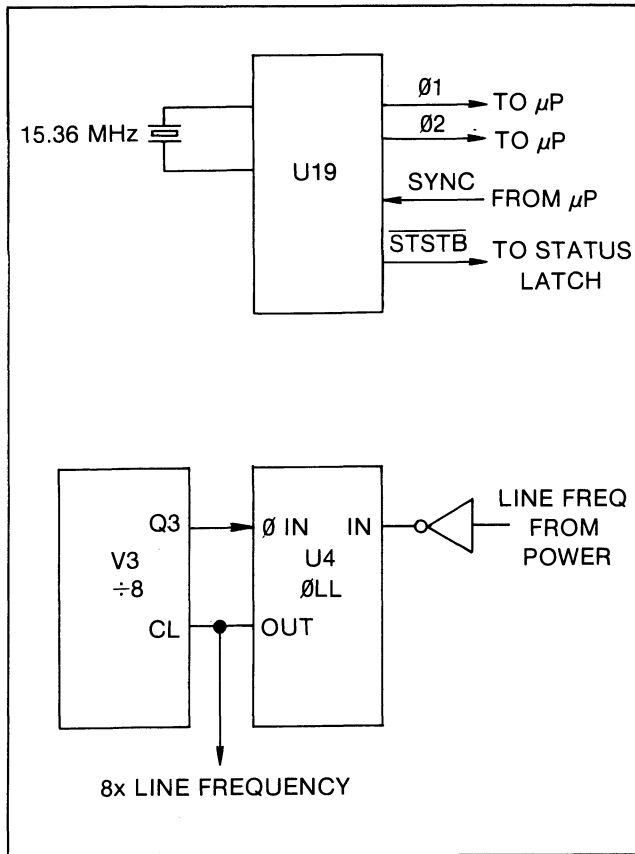 Ø1
TO µP
15.36 MHz
Ø2
TO µP
U19
SYNC
FROM µP
S̅T̅S̅T̅B̅
TO STATUS
LATCH
Q3
Ø IN
IN
LINE FREQ
FROM
POWER
V3
÷8
U4
ØLL
CL
OUT
8x LINE FREQUENCY